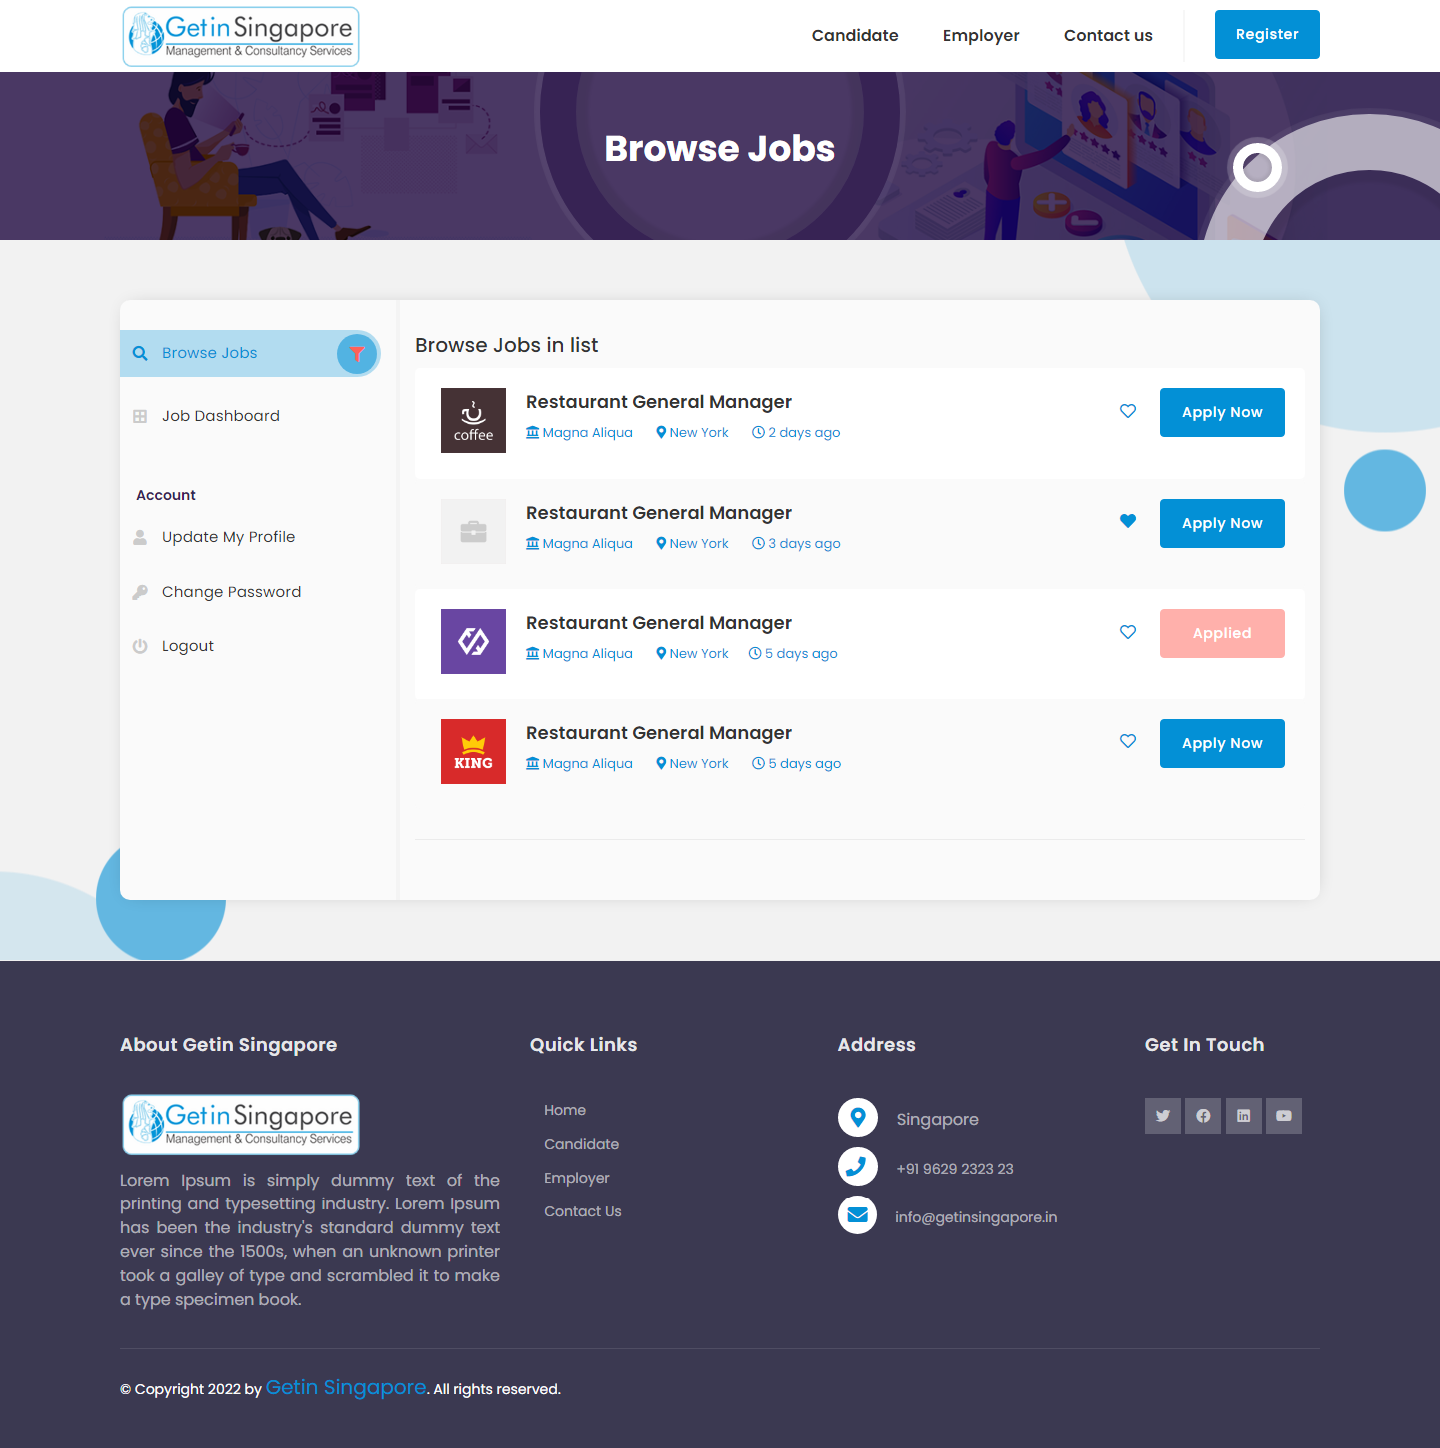 Getin Singapore
Management & Consultancy Services
Candidate
Employer
Contact us
Register
Browse Jobs
Browse Jobs
Job Dashboard
Account
Update My Profile
Change Password
Logout
Browse Jobs in list
coffee
Restaurant General Manager
Magna Aliqua New York 2 days ago
Apply Now
Restaurant General Manager
Magna Aliqua New York 3 days ago
Apply Now
Restaurant General Manager
Magna Aliqua New York 5 days ago
Applied
KING
Restaurant General Manager
Magna Aliqua New York 5 days ago
Apply Now
About Getin Singapore
Getin Singapore
Management & Consultancy Services
Lorem Ipsum is simply dummy text of the
printing and typesetting industry. Lorem Ipsum
has been the industry's standard dummy text
ever since the 1500s, when an unknown printer
took a galley of type and scrambled it to make
a type specimen book.
Quick Links
Home
Candidate
Employer
Contact Us
Address
Singapore
+91 9629 2323 23
info@getinsingapore.in
Get In Touch
© Copyright 2022 by Getin Singapore. All rights reserved.